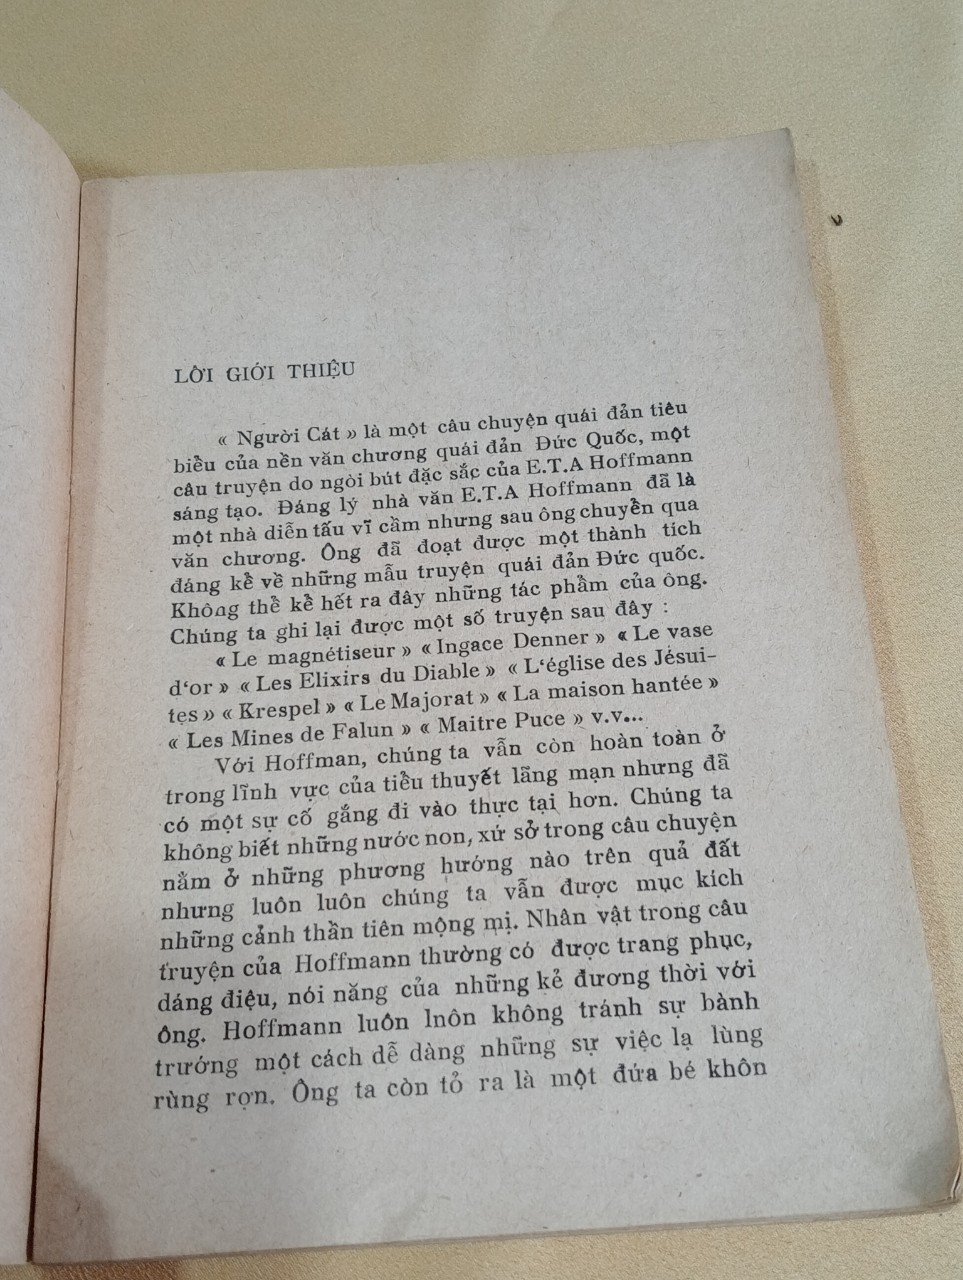 LỜI GIỚI THIỆU
« Người Cát » là một câu chuyện quái đản tiêu
biểu của nền văn chương quái đản Đức Quốc, một
câu truyện do ngòi bút đặc sắc của E.T.A Hoffmann
sáng tạo. Đáng lý nhà văn E.T.A Hoffmann đã là
một nhà diễn tấu vĩ cầm nhưng sau ông chuyển qua
văn chương. Ông đã đoạt được một thành tích
đáng kể về những mẫu truyện quái đản Đức quốc.
Không thể kể hết ra đây những tác phẩm của ông.
Chúng ta ghi lại được một số truyện sau đây :
« Le magnétiseur » « Ingace Denner » « Le vase
d‘or » « Les Elixirs du Diable » « L‘église des Jésui-
tes » « Krespel » « Le Majorat » « La maison hantée »
« Les Mines de Falun » « Maitre Puce » v.v...
Với Hoffman, chúng ta vẫn còn hoàn toàn ở
trong lĩnh vực của tiểu thuyết lãng mạn nhưng đã
có một sự cố gắng đi vào thực tại hơn. Chúng ta
không biết những nước non, xứ sở trong câu chuyện
nằm ở những phương hướng nào trên quả đất
nhưng luôn luôn chúng ta vẫn được mục kich
những cảnh thần tiên mộng mị. Nhân vật trong câu
truyện của Hoffmann thường có được trang phục,
dáng điệu, nói năng của những kẻ đương thời với
ông. Hoffmann luôn lnôn không tránh sự bành
trướng một cách dễ dàng những sự việc lạ lùng
rùng rợn. Ông ta còn tỏ ra là một đứa bé khôn